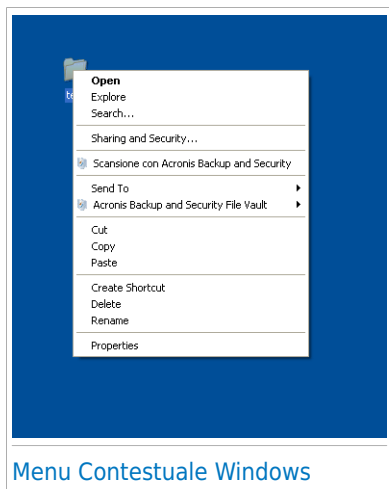 Open
Explore
Search...
Sharing and Security...
Scansione con Acronis Backup and Security
Send To
Acronis Backup and Security File Vault
Cut
Copy
Paste
Create Shortcut
Delete
Rename
Properties
Menu Contestuale Windows